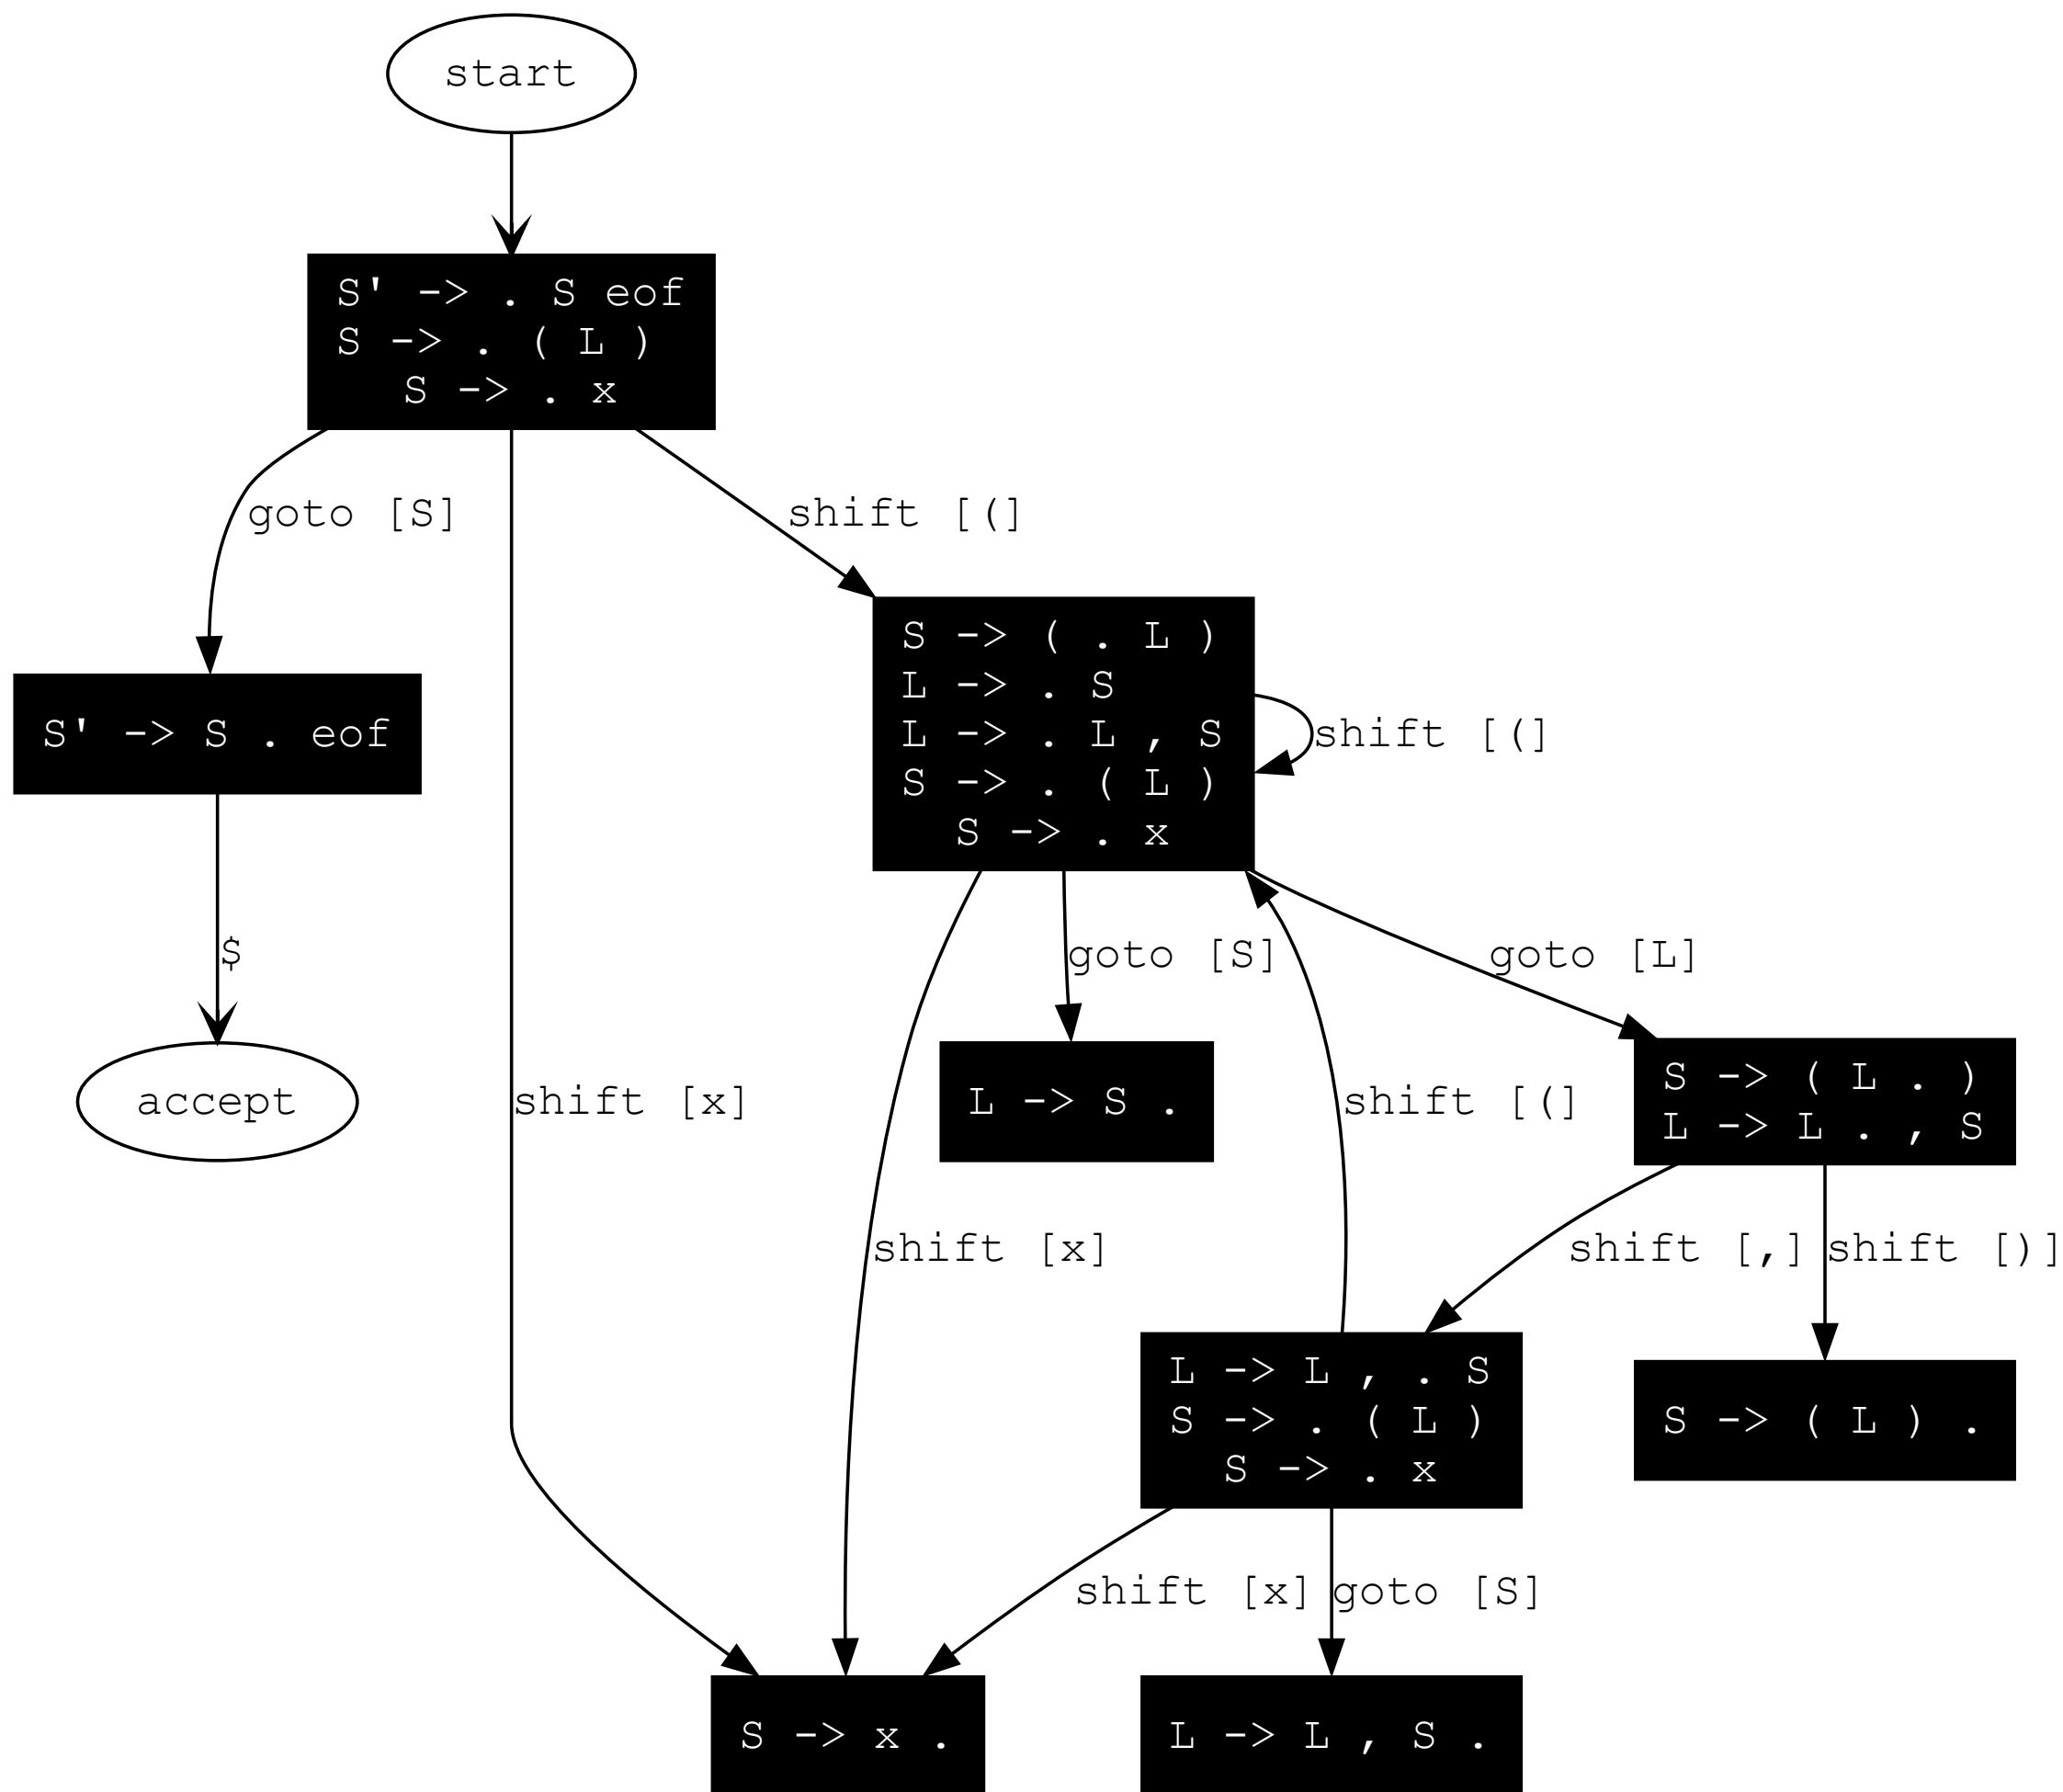 start
S' -> . S eof
S -> . ( L )
S -> . x
goto [S]
shift [(]
S -> ( . L )
L -> . S
L -> . L , S
S -> . ( L )
S -> . x
shift [(]
S' -> S . eof
$
goto [S]
goto [L]
accept
shift [x]
L -> S .
shift [(]
S -> ( L . )
L -> L . , S
shift [x]
shift [,]
shift [)]
L -> L , . S
S -> . ( L )
S -> . x
S -> ( L ) .
shift [x]
goto [S]
S -> x .
L -> L , S .